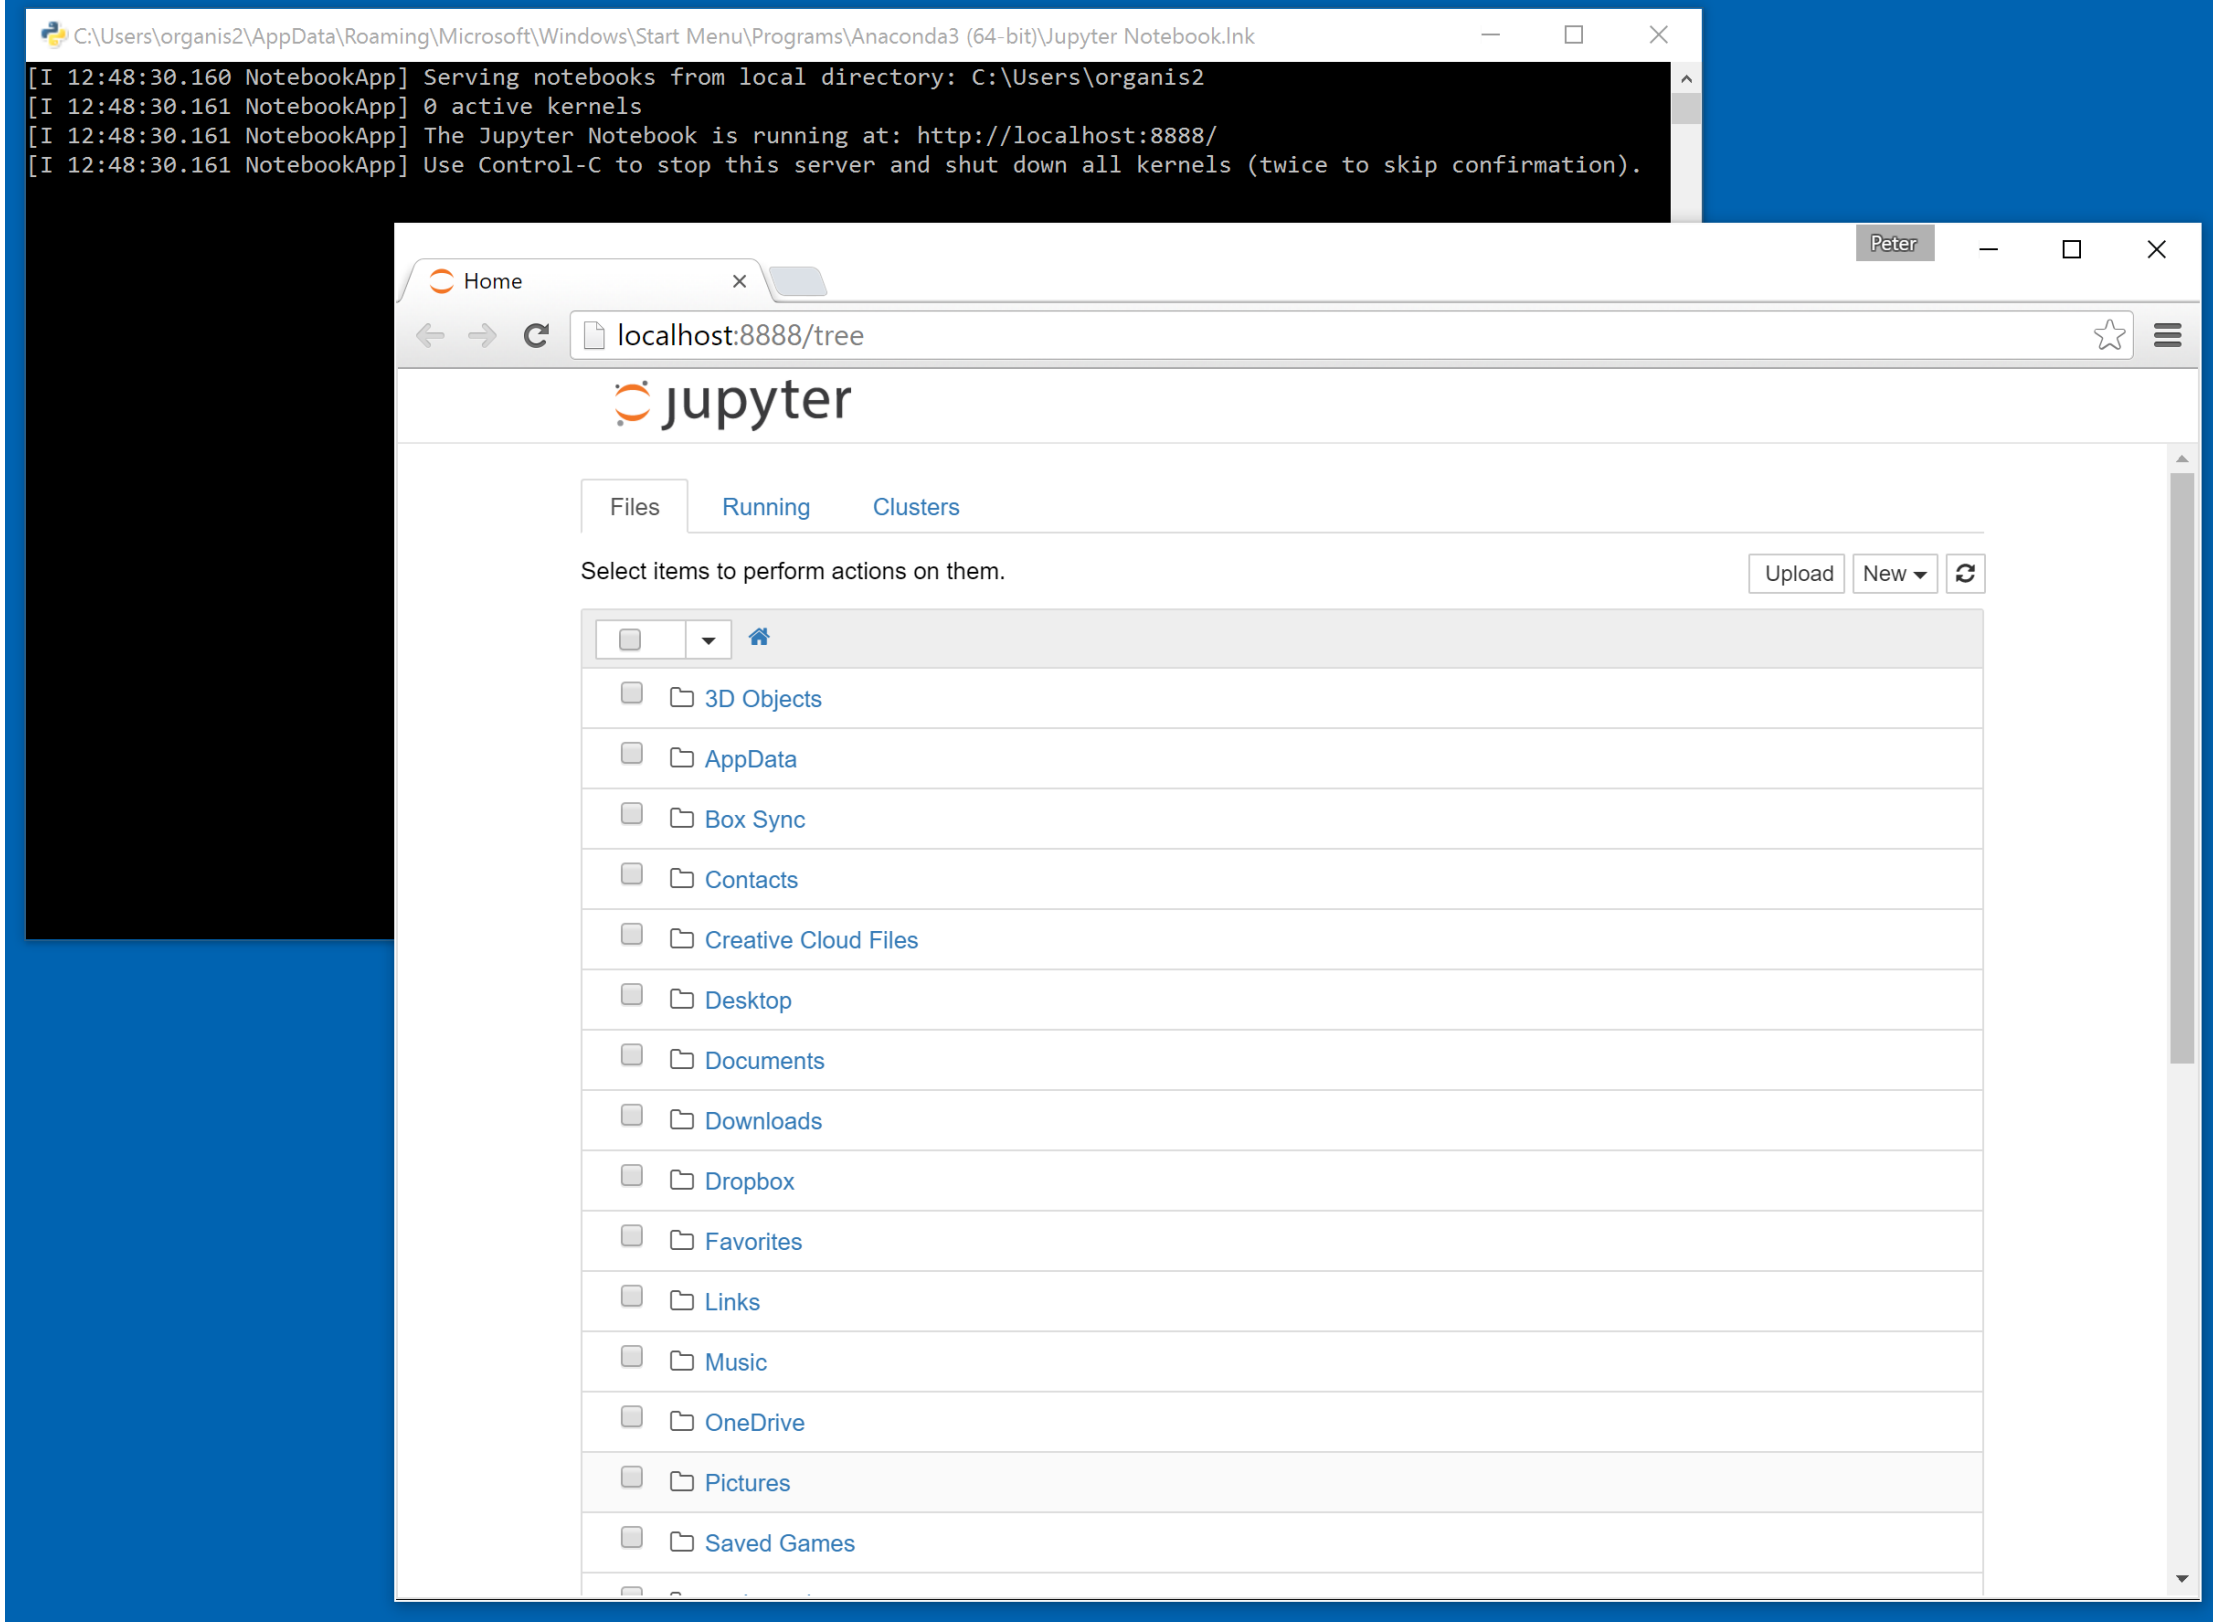 C:\Users\organis2\AppData\Roaming\Microsoft\Windows\Start Menu\Programs\Anaconda3 (64-bit)\Jupyter Notebook.lnk
[I 12:48:30.160 NotebookApp] Serving notebooks from local directory: C:\Users\organis2
[I 12:48:30.161 NotebookApp] 0 active kernels
[I 12:48:30.161 NotebookApp] The Jupyter Notebook is running at: http://localhost:8888/
[I 12:48:30.161 NotebookApp] Use Control-C to stop this server and shut down all kernels (twice to skip confirmation).
Peter
Home
localhost:8888/tree
jupyter
Files Running Clusters
Select items to perform actions on them. Upload New
3D Objects
AppData
Box Sync
Contacts
Creative Cloud Files
Desktop
Documents
Downloads
Dropbox
Favorites
Links
Music
OneDrive
Pictures
Saved Games